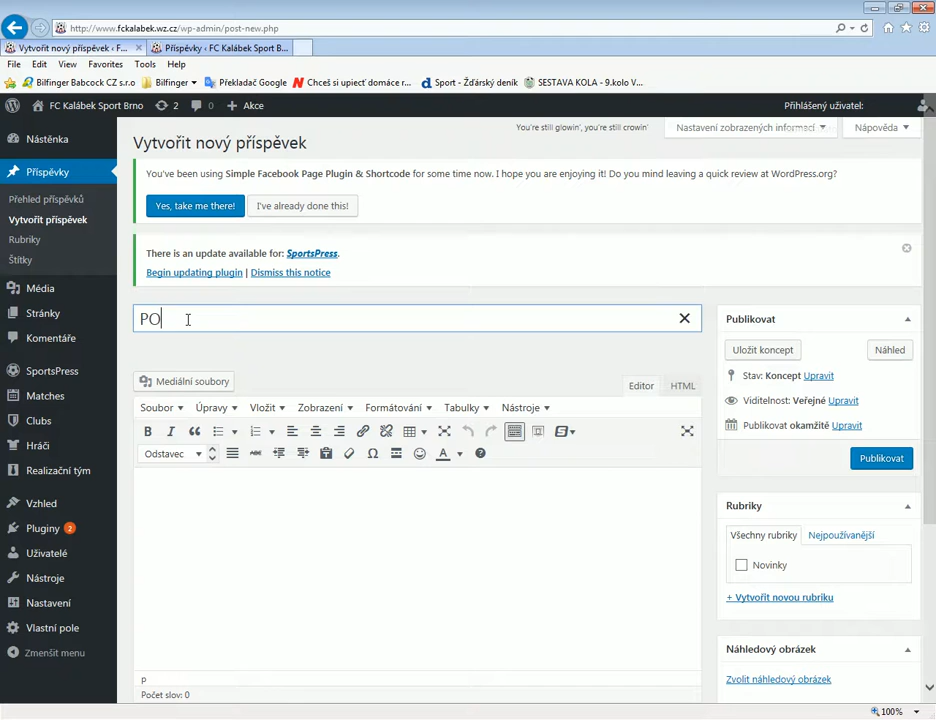 http://www.fckalabek.wz.cz/wp-admin/post-new.php
Vytvořit nový příspěvek ‹ F...
Příspěvky ‹ FC Kalábek Sport B...
File Edit View Favorites Tools Help
Bilfinger Babcock CZ s.r.o
Bilfinger
Překladač Google
Chceš si upiecť domáce r...
Sport - Žďárský deník
SESTAVA KOLA - 9.kolo V...
FC Kalábek Sport Brno
2
0
Akce
Přihlášený uživatel:
Nástěnka
Příspěvky
Přehled příspěvků
Vytvořit příspěvek
Rubriky
Štítky
Média
Stránky
Komentáře
SportsPress
Matches
Clubs
Hráči
Realizační tým
Vzhled
Pluginy 2
Uživatelé
Nástroje
Nastavení
Vlastní pole
Zmenšit menu
Vytvořit nový příspěvek
You're still glowin', you're crowin'
Nastavení zobrazených informací
Nápověda
You've been using Simple Facebook Page Plugin & Shortcode for some time now. I hope you are enjoying it! Do you mind leaving a quick review at WordPress.org?
Yes, take me there!
I've already done this!
There is an update available for: SportsPress.
Begin updating plugin | Dismiss this notice
PO
Mediální soubory
Editor
HTML
Soubor Úpravy Vložit Zobrazení Formátování Tabulky Nástroje
Odstavec
ABC
A
p
Počet slov: 0
Publikovat
Uložit koncept
Náhled
Stav: Koncept Upravit
Viditelnost: Veřejné Upravit
Publikovat okamžitě Upravit
Publikovat
Rubriky
Všechny rubriky
Nejpoužívanější
Novinky
+ Vytvořit novou rubriku
Náhledový obrázek
Zvolit náhledový obrázek
100%